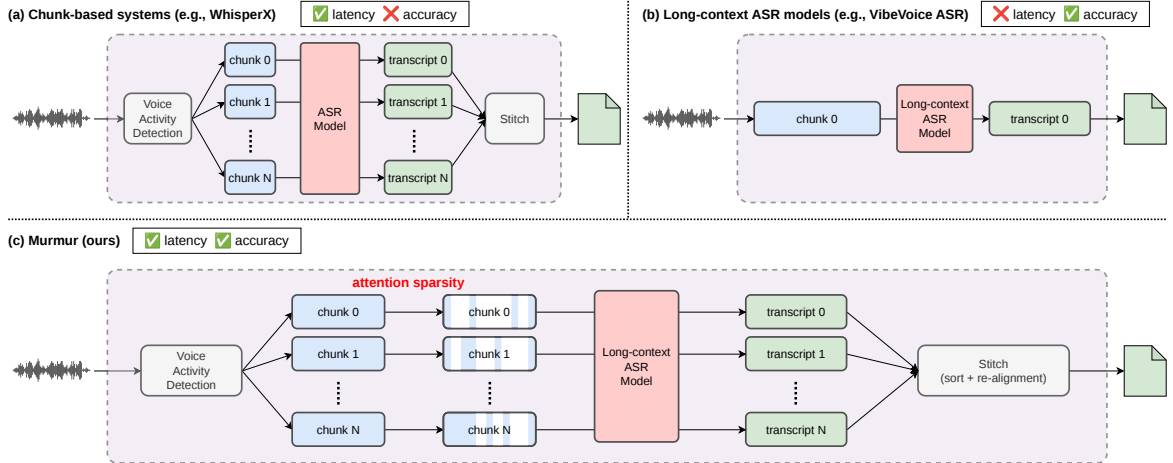 (a) Chunk-based systems (e.g., WhisperX)
✅ latency ❌ accuracy
Voice
Activity
Detection
chunk 0
chunk 1
chunk N
ASR
Model
transcript 0
transcript 1
transcript N
Stitch
(b) Long-context ASR models (e.g., VibeVoice ASR)
❌ latency ✅ accuracy
chunk 0
Long-context
ASR
Model
transcript 0
(c) Murmur (ours)
✅ latency ✅ accuracy
attention sparsity
Voice
Activity
Detection
chunk 0
chunk 1
chunk N
chunk 0
chunk 1
chunk N
Long-context
ASR
Model
transcript 0
transcript 1
transcript N
Stitch
(sort + re-alignment)